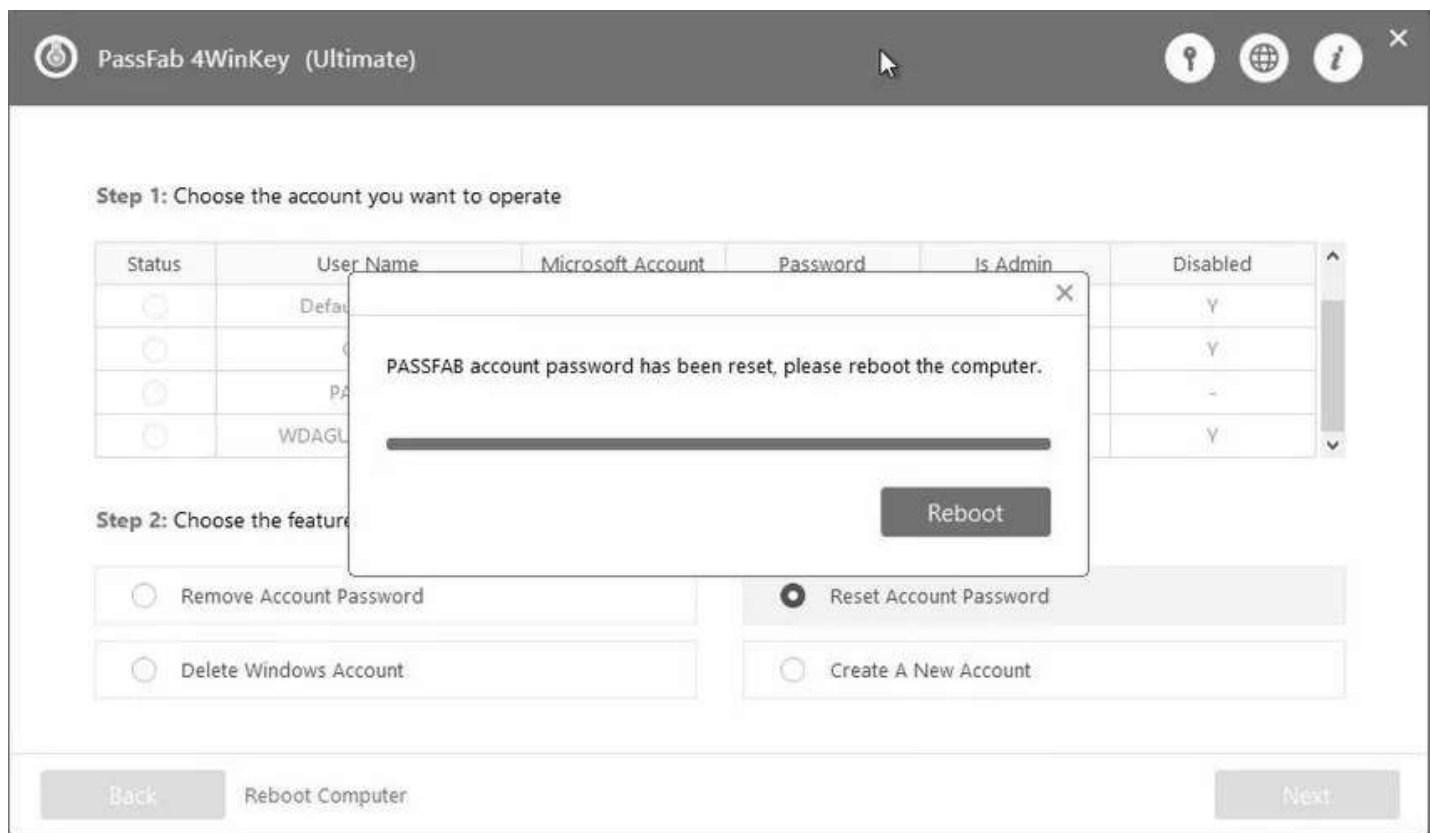 PassFab 4WinKey (Ultimate)
Step 1: Choose the account you want to operate
Status User Name Microsoft Account Password Is Admin Disabled
Y
Y
-
Y
PASSFAB account password has been reset, please reboot the computer.
Reboot
Step 2: Choose the feature
Remove Account Password Reset Account Password
Delete Windows Account Create A New Account
Back Reboot Computer Next